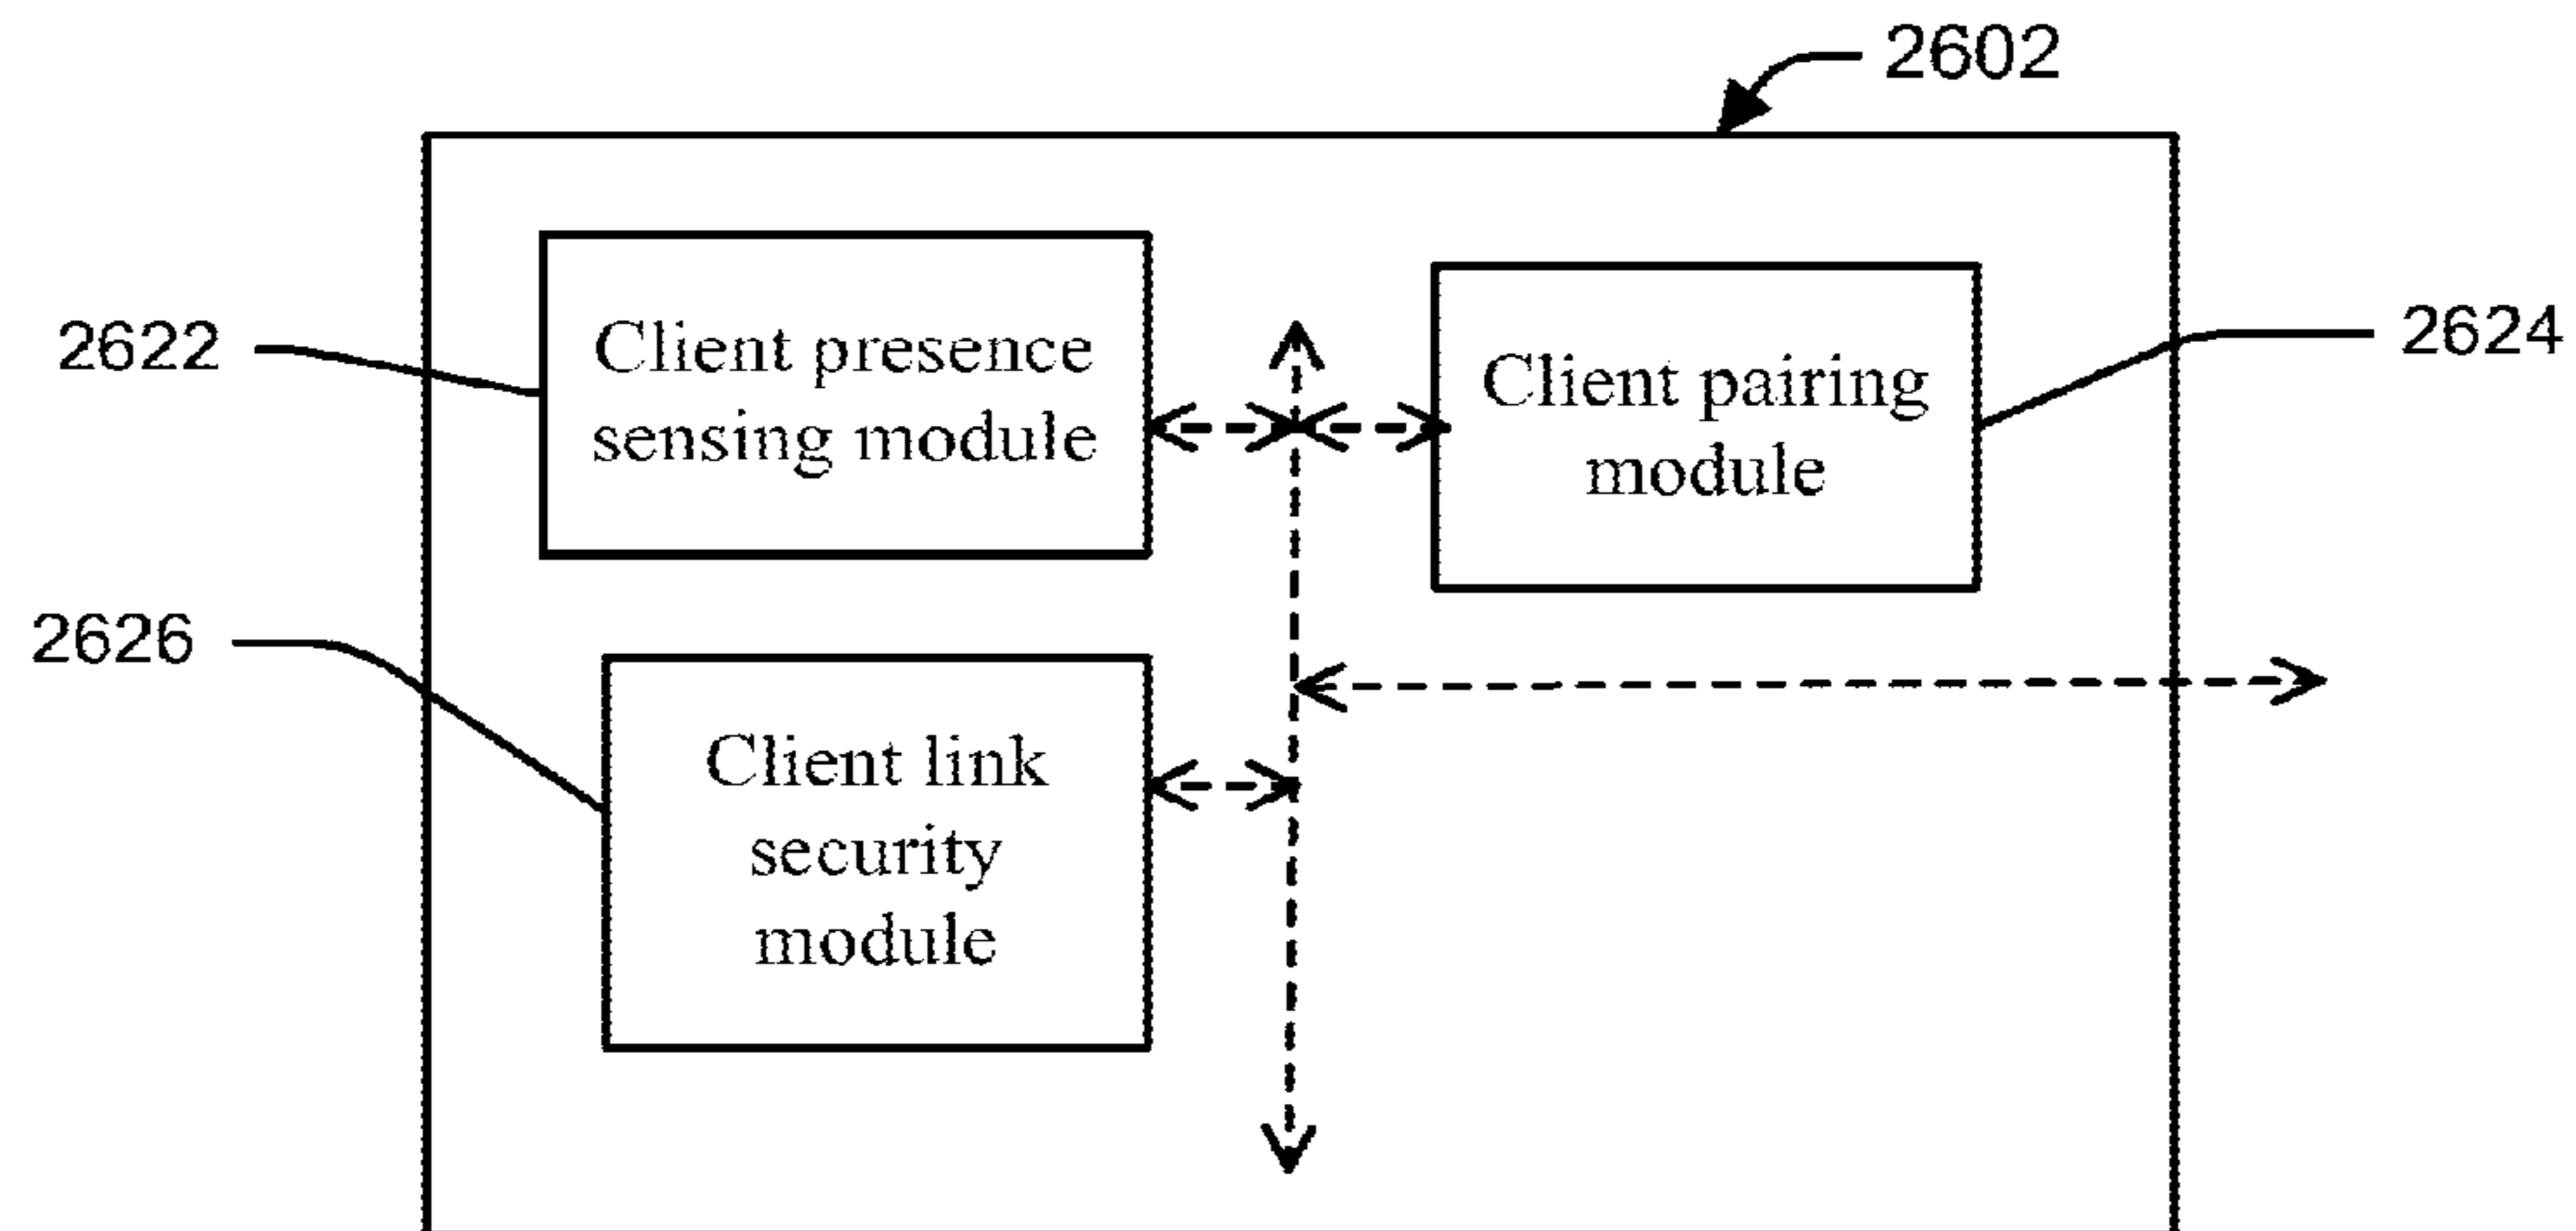 2602
2622
Client presence
sensing module
Client pairing
module
2624
2626
Client link
security
module